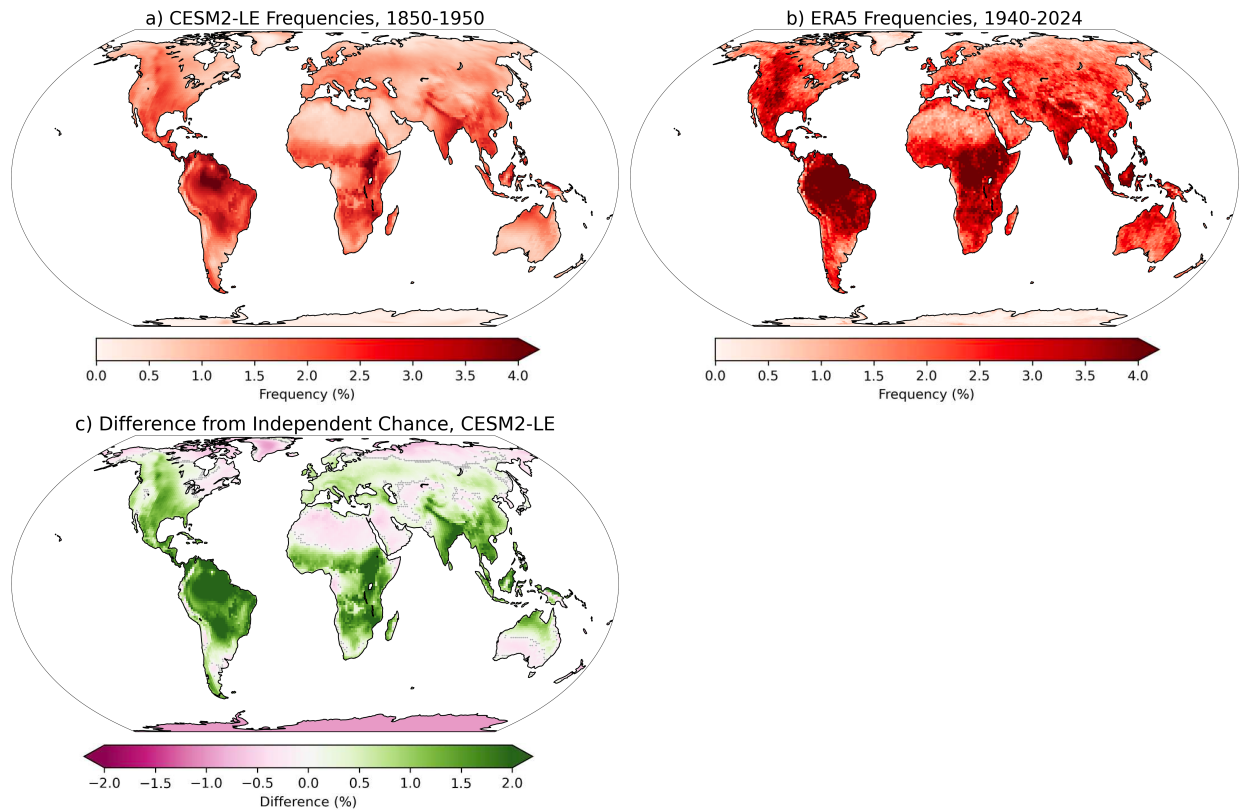 a) CESM2-LE Frequencies, 1850-1950
0.0 0.5 1.0 1.5 2.0 2.5 3.0 3.5 4.0
Frequency (%)
b) ERA5 Frequencies, 1940-2024
0.0 0.5 1.0 1.5 2.0 2.5 3.0 3.5 4.0
Frequency (%)
c) Difference from Independent Chance, CESM2-LE
−2.0 −1.5 −1.0 −0.5 0.0 0.5 1.0 1.5 2.0
Difference (%)